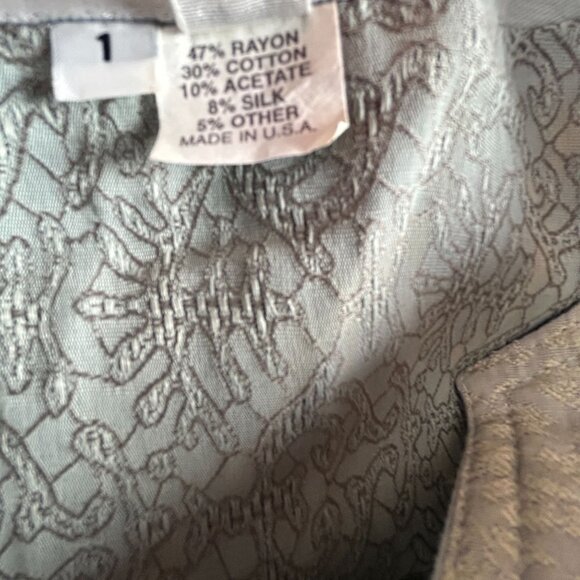 1
47% RAYON
30% COTTON
10% ACETATE
8% SILK
5% OTHER
MADE IN U.S.A.